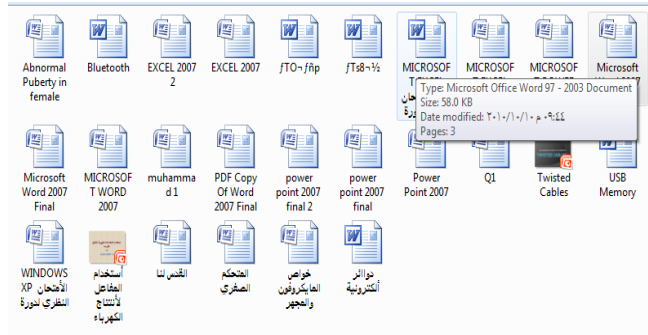 Abnormal
Puberty in
female
Bluetooth
EXCEL 2007
2
EXCEL 2007
ƒTO¬ ƒñp
ƒTs8¬½
MICROSOF
MICROSOF
MICROSOF
Microsoft
Type: Microsoft Office Word 97 - 2003 Document
Size: 58.0 KB
Date modified: ٢٠١٠/١٠/١٠ م ٠٩:٤٤
Pages: 3
Microsoft
Word 2007
Final
MICROSOF
T WORD
2007
muhamma
d 1
PDF Copy
Of Word
2007 Final
power
point 2007
final 2
power
point 2007
final
Power
Point 2007
Q1
Twisted
Cables
USB
Memory
WINDOWS
XP الأمتحان
النظري لدورة
أستخدام
المفاعل
لأنتتاج
الكهرباء
القدس لنا
المتحكم
الصغري
خواص
المايكروفون
والمجهر
دوائر
ألكترونية